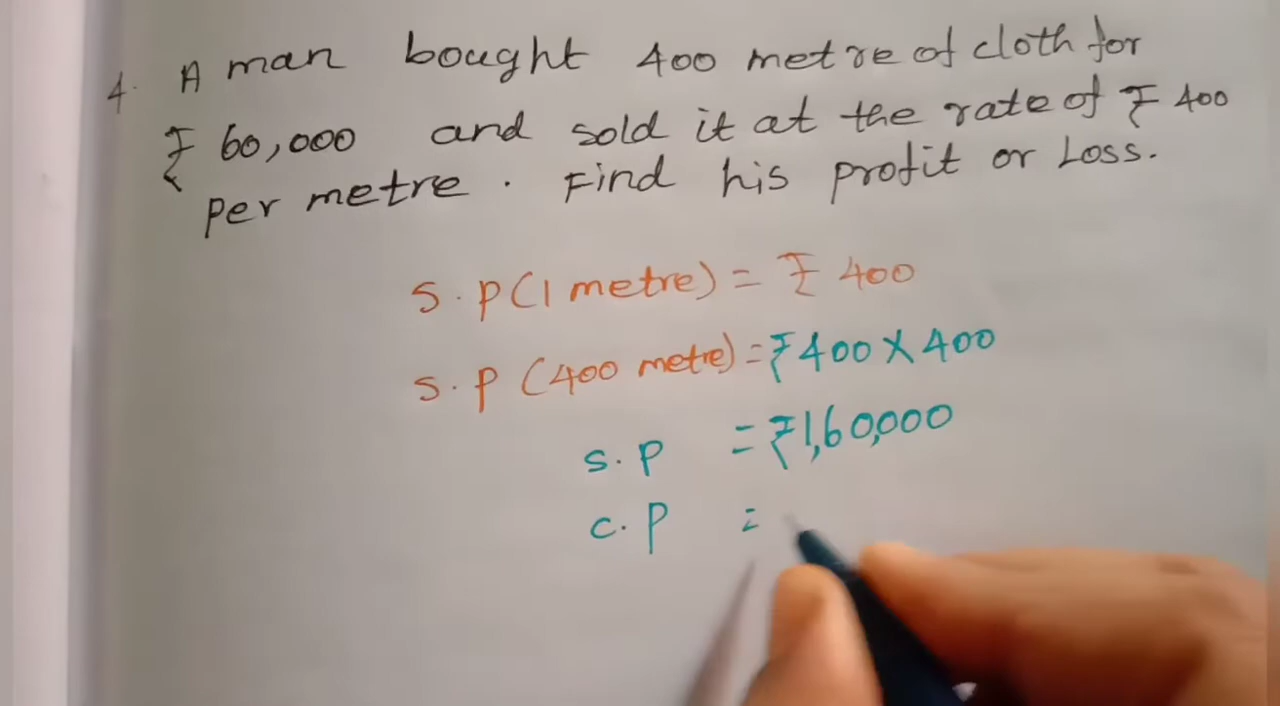 4. A man bought 400 metre of cloth for
₹ 60,000 and sold it at the rate of ₹ 400
per metre. Find his profit or Loss.
S.P (1 metre) = ₹ 400
S.P (400 metre) = ₹400 X 400
S.P = ₹1,60,000
C.P =